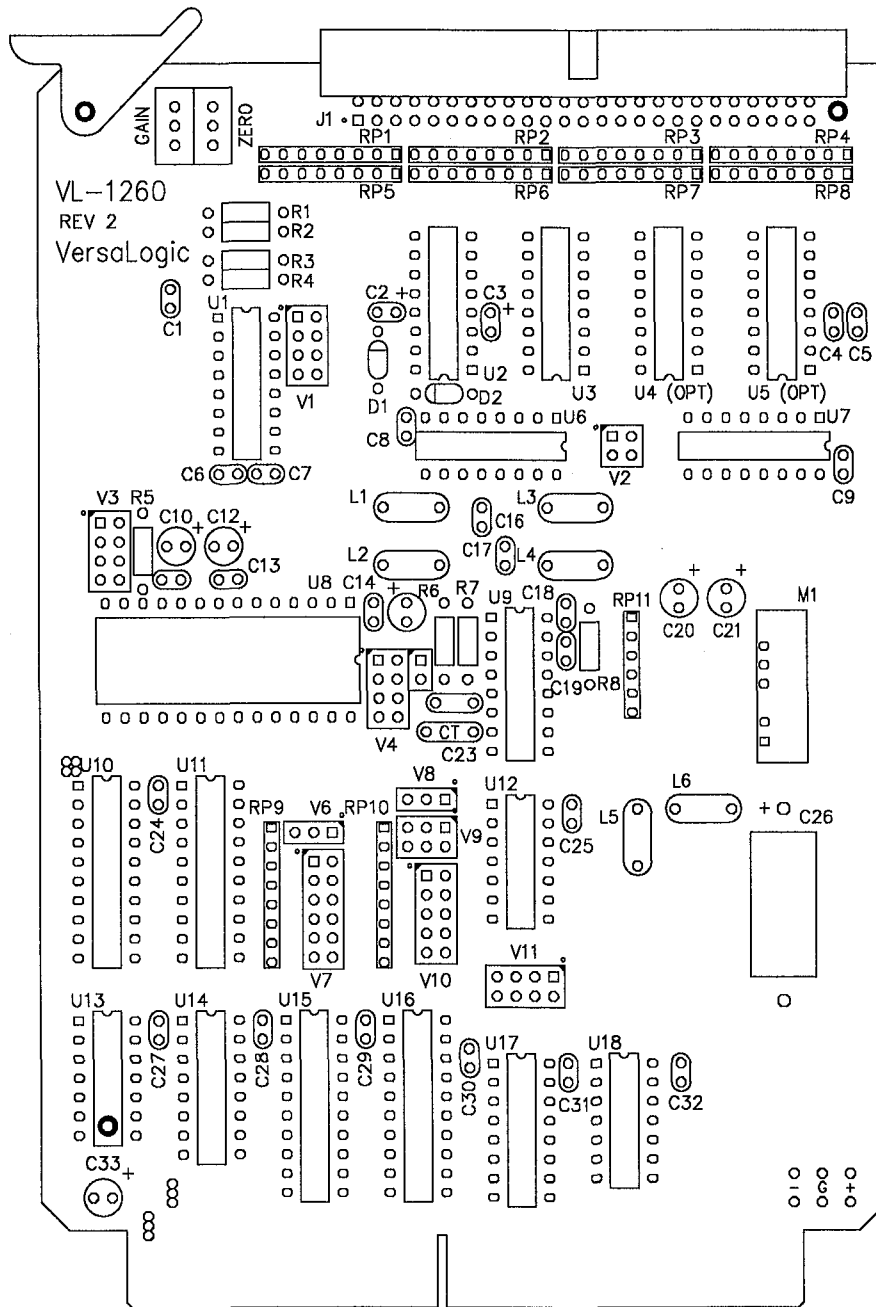 GAIN
ZERO
J1
RP1 RP2 RP3 RP4
RP5 RP6 RP7 RP8
VL-1260
REV 2
VersaLogic
R1
R2
R3
R4
C1
U1
V1
C2 +
C3 +
D1
U2
D2
U3
U4 (OPT)
U5 (OPT)
C4 C5
C8
U6
V2
U7
C9
C6 C7
V3
R5
C10 +
C12 +
C13
L1
L2
C16
C17
L3
L4
U8
C14 +
R6
R7
U9
C18
C19
R8
RP11
+ +
C20 C21
M1
V4
CT
C23
U10
C24
U11
RP9
V6
RP10
V8
V9
V7
V10
U12
C25
L5
L6
+
C26
V11
U13
C27
U14
C28
U15
C29
U16
C30
U17
C31
U18
C32
C33 +
- G +